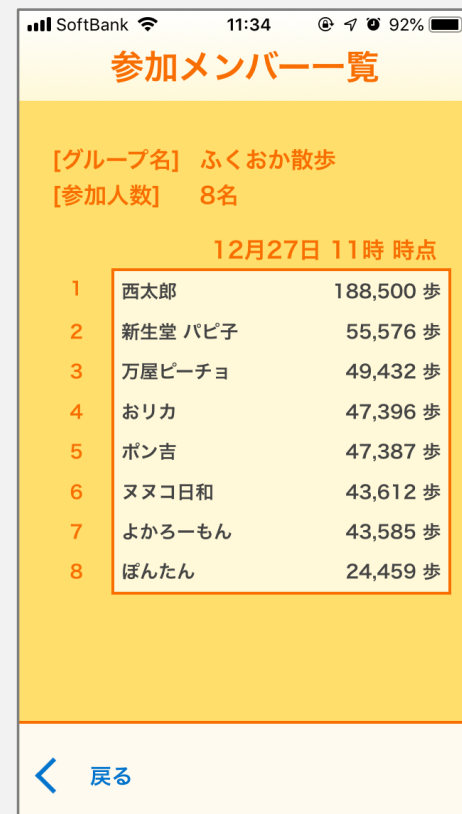 SoftBank 11:34 92%
参加メンバー一覧
[グループ名] ふくおか散歩
[参加人数] 8名
12月27日 11時 時点
1 西太郎 188,500 歩
2 新生堂 パピ子 55,576 歩
3 万屋ピーチョ 49,432 歩
4 おリカ 47,396 歩
5 ポン吉 47,387 歩
6 ヌヌコ日和 43,612 歩
7 よかろーもん 43,585 歩
8 ぽんたん 24,459 歩
戻る